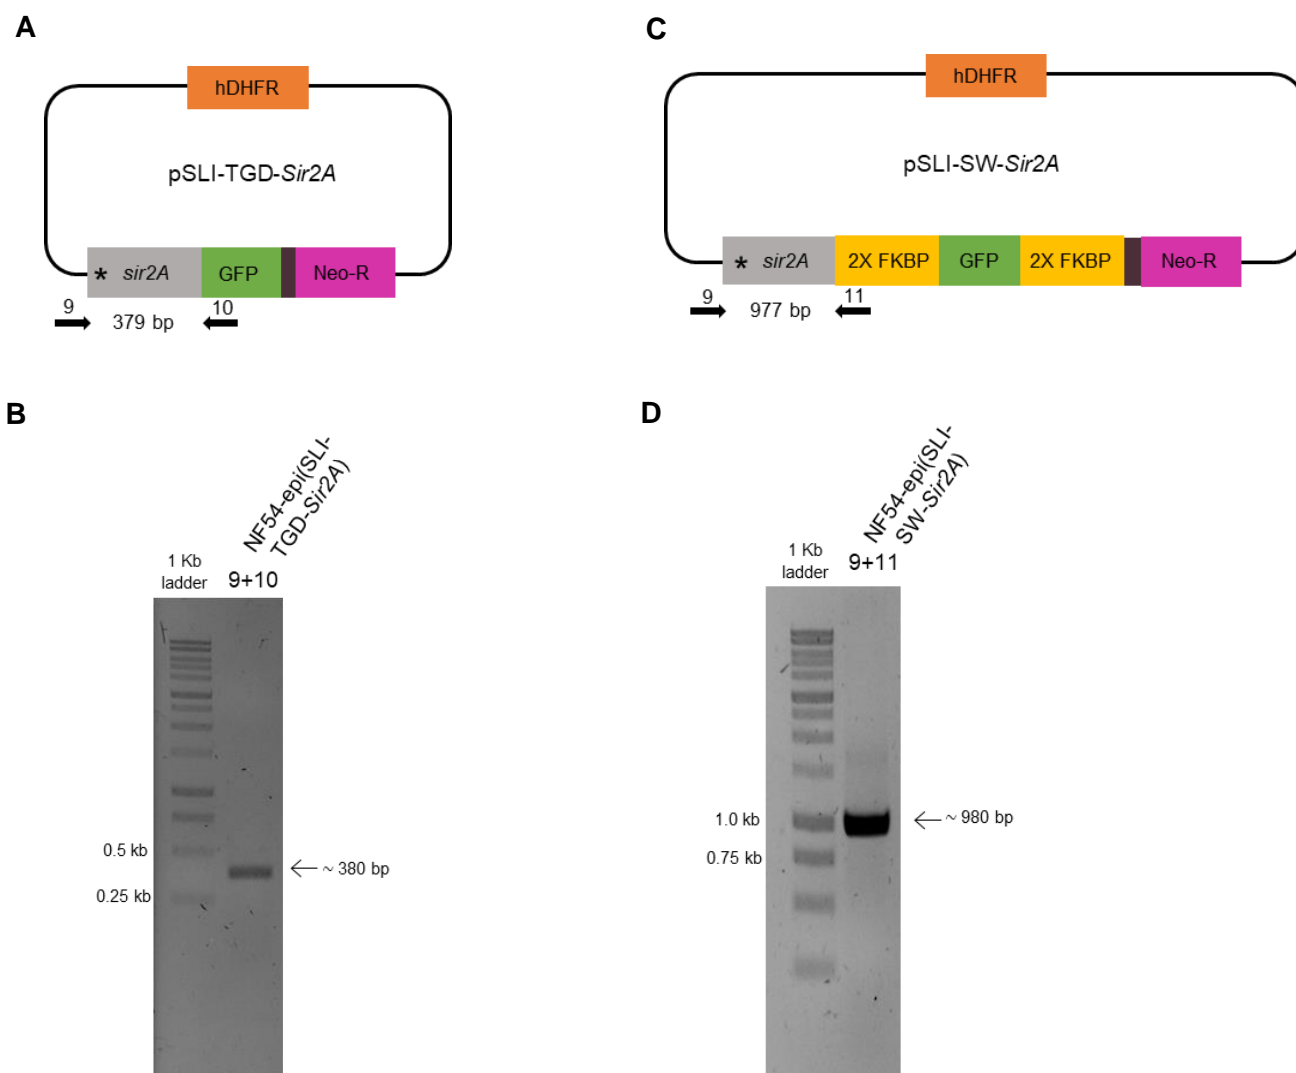 A
hDHFR
pSLI-TGD-Sir2A
* sir2A GFP Neo-R
9 10
379 bp
C
hDHFR
pSLI-SW-Sir2A
* sir2A 2X FKBP GFP 2X FKBP Neo-R
9 11
977 bp
B
NF54-epi(SLI-
TGD-Sir2A)
1 Kb
ladder
9+10
0.5 kb
~ 380 bp
0.25 kb
D
NF54-epi(SLI-
SW-Sir2A)
1 Kb
ladder
9+11
1.0 kb
~ 980 bp
0.75 kb